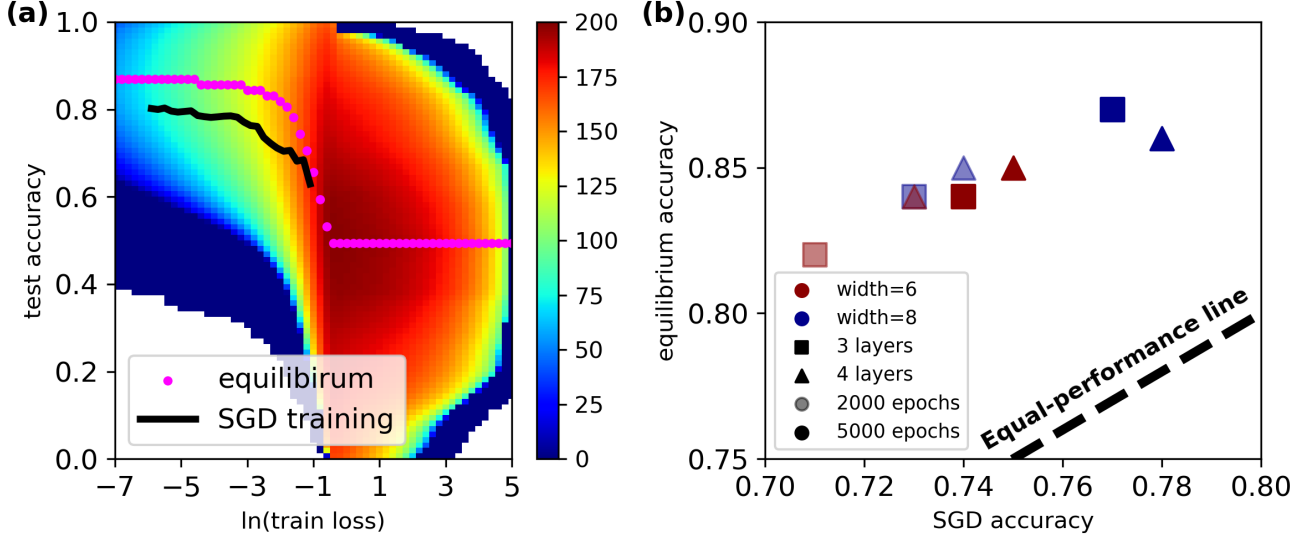 (a)
1.0
0.8
0.6
0.4
0.2
0.0
test accuracy
−7
−5
−3
−1
1
3
5
ln(train loss)
equilibirum
SGD training
200
175
150
125
100
75
50
25
0
(b)
0.90
0.85
0.80
0.75
equilibrium accuracy
width=6
width=8
3 layers
4 layers
2000 epochs
5000 epochs
Equal-performance line
0.70
0.72
0.74
0.76
0.78
0.80
SGD accuracy